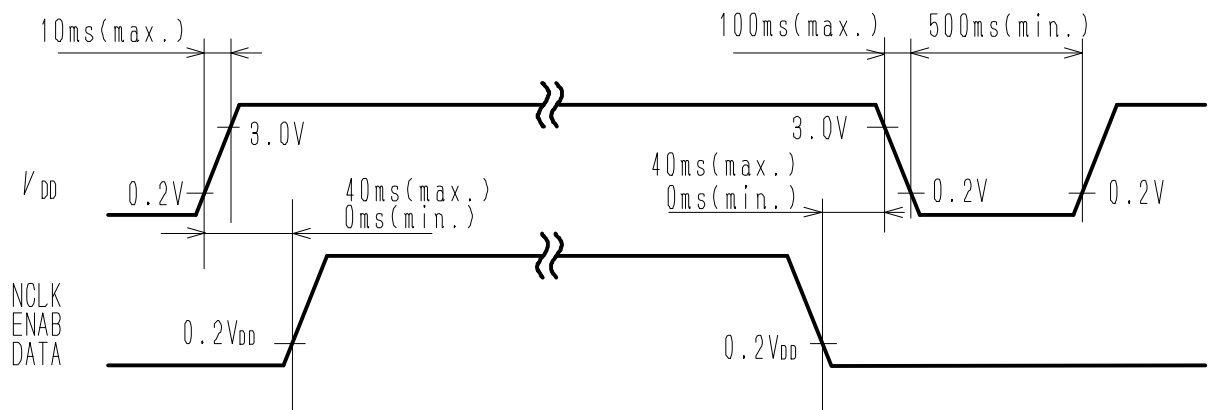 10ms(max.)
100ms(max.)
500ms(min.)
3.0V
3.0V
VDD
0.2V
40ms(max.)
0ms(min.)
40ms(max.)
0ms(min.)
0.2V
0.2V
NCLK
ENAB
DATA
0.2VDD
0.2VDD